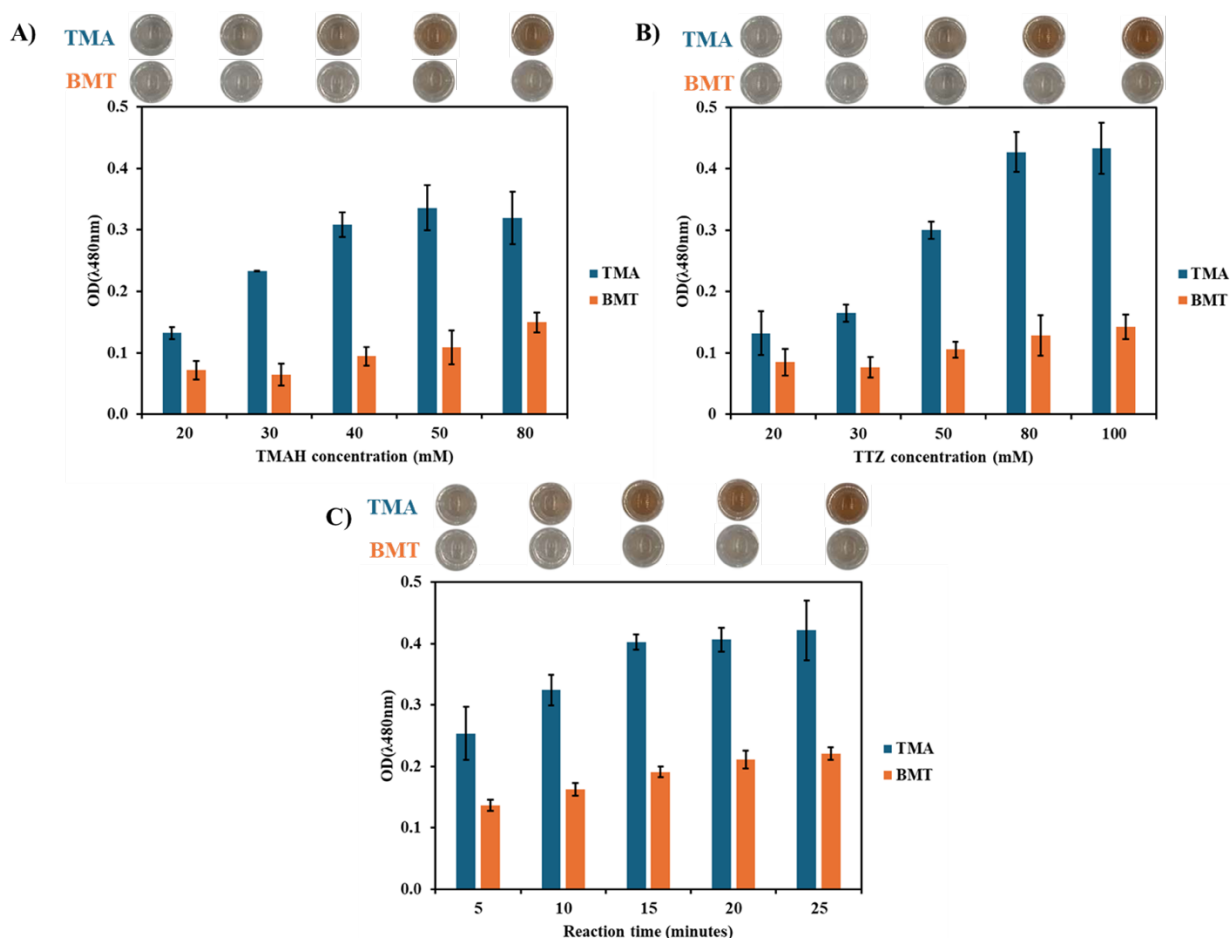 A)
TMA
BMT
0.5
0.4
0.3
0.2
0.1
0.0
OD(λ480nm)
20 30 40 50 80
TMAH concentration (mM)
TMA
BMT
B)
TMA
BMT
0.5
0.4
0.3
0.2
0.1
0
OD(λ480nm)
20 30 50 80 100
TTZ concentration (mM)
TMA
BMT
C)
TMA
BMT
0.5
0.4
0.3
0.2
0.1
0.0
OD(λ480nm)
5 10 15 20 25
Reaction time (minutes)
TMA
BMT